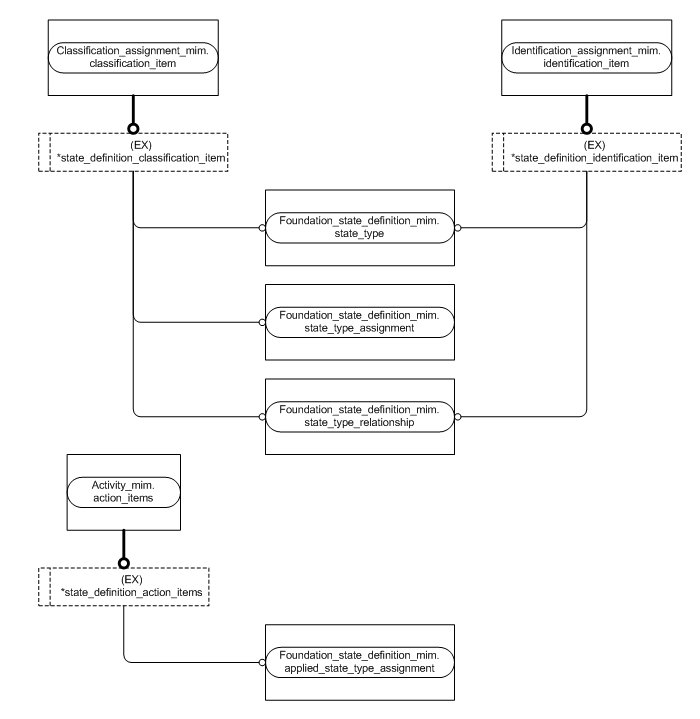 Classification_assignment_mim.
classification_item
Identification_assignment_mim.
identification_item
(EX)
*state_definition_classification_item
(EX)
*state_definition_identification_item
Foundation_state_definition_mim.
state_type
Foundation_state_definition_mim.
state_type_assignment
Foundation_state_definition_mim.
state_type_relationship
Activity_mim.
action_items
(EX)
*state_definition_action_items
Foundation_state_definition_mim.
applied_state_type_assignment